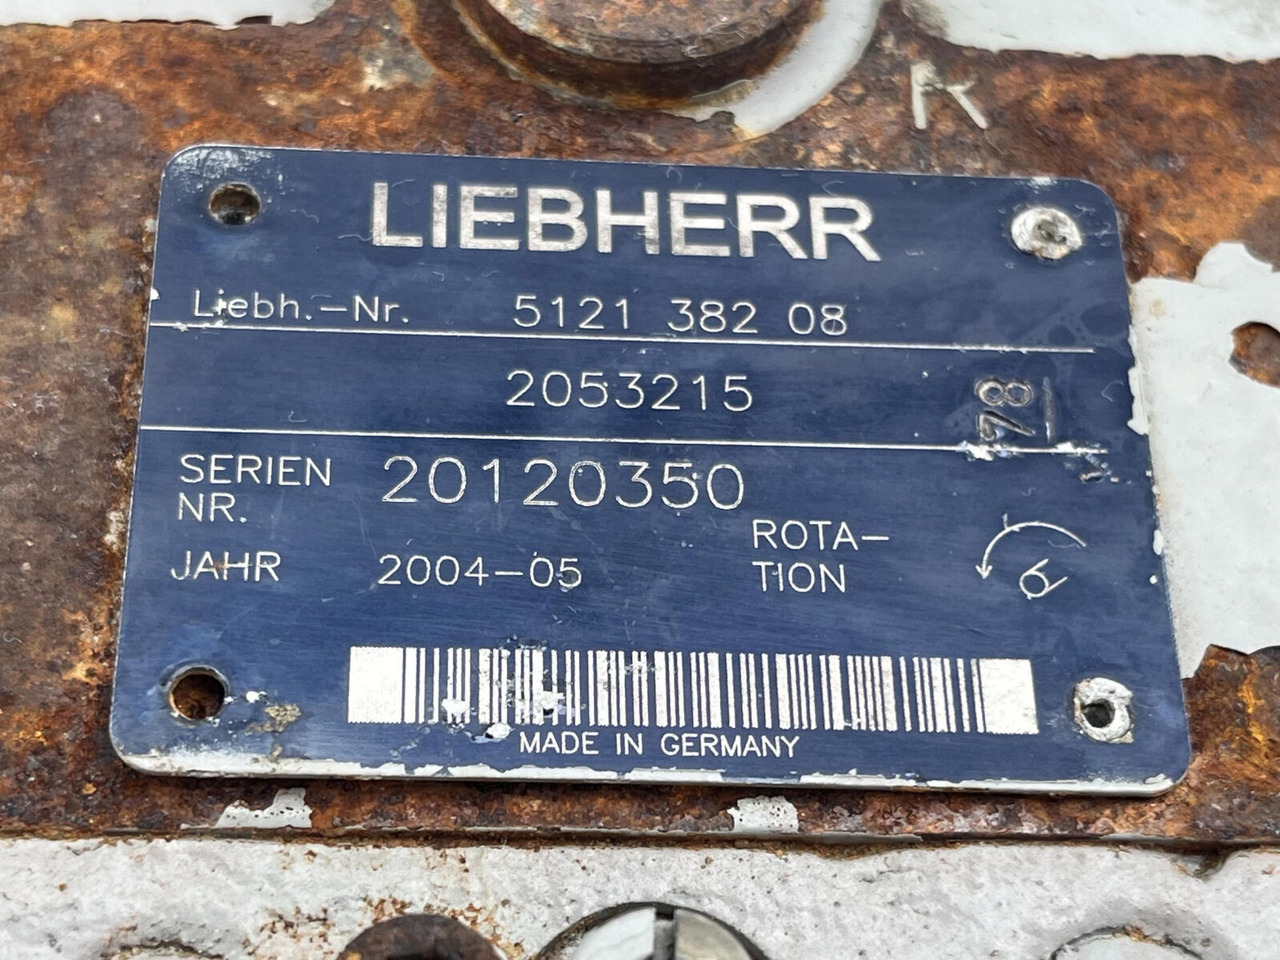 K
LIEBHERR
Liebh.-Nr. 5121 382 08
2053215
78
SERIEN NR. 20120350
JAHR 2004-05
ROTA-
TION
MADE IN GERMANY